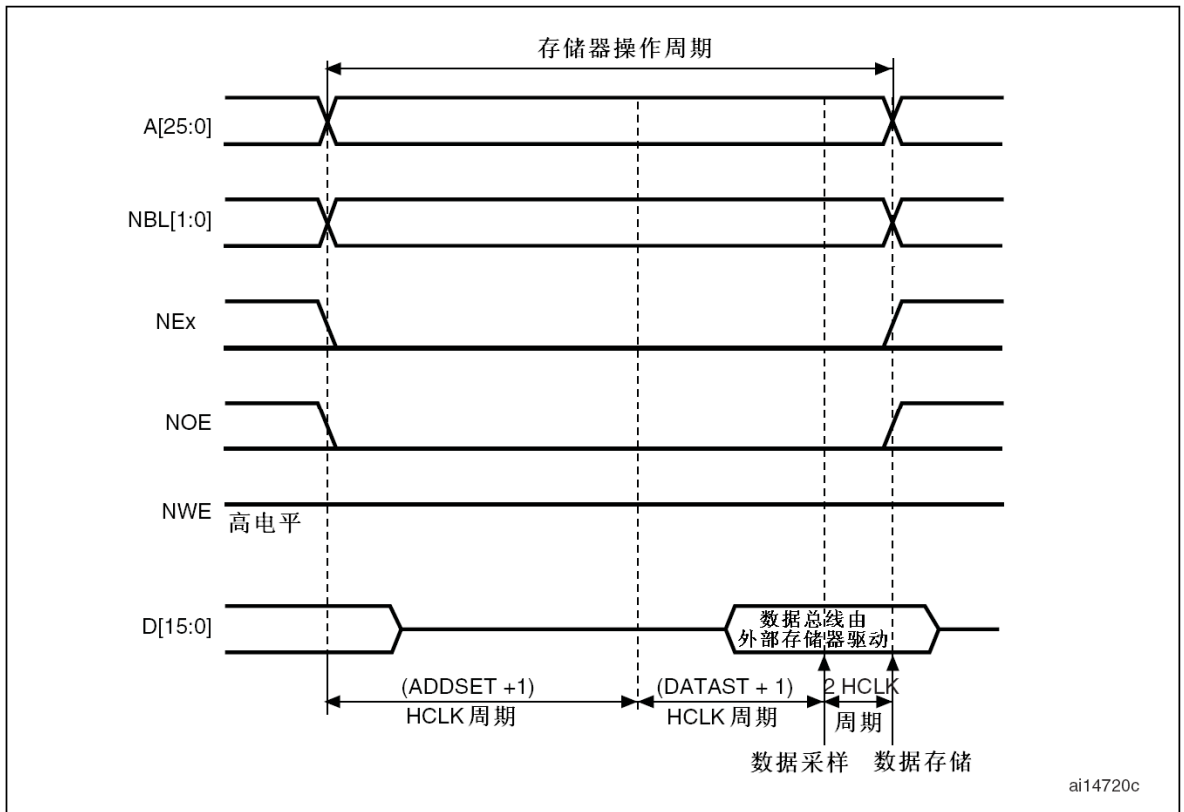 存储器操作周期
A[25:0]
NBL[1:0]
NEx
NOE
NWE
高电平
D[15:0]
数据总线由
外部存储器驱动
(ADDSET +1)
HCLK 周期
(DATAST + 1)
HCLK 周期
2 HCLK
周期
数据采样
数据存储
ai14720c